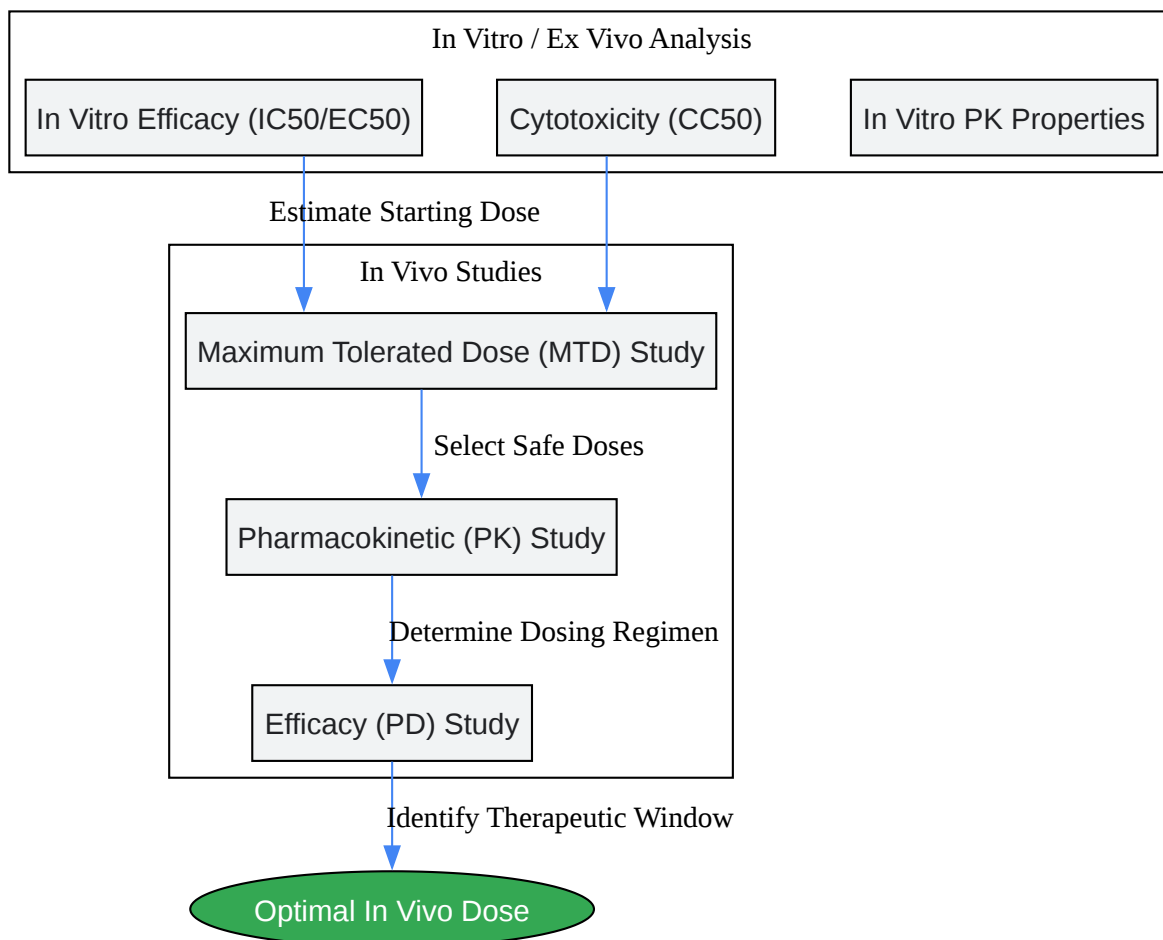 In Vitro / Ex Vivo Analysis
In Vitro Efficacy (IC50/EC50)
Cytotoxicity (CC50)
In Vitro PK Properties
Estimate Starting Dose
In Vivo Studies
Maximum Tolerated Dose (MTD) Study
Select Safe Doses
Pharmacokinetic (PK) Study
Determine Dosing Regimen
Efficacy (PD) Study
Identify Therapeutic Window
Optimal In Vivo Dose